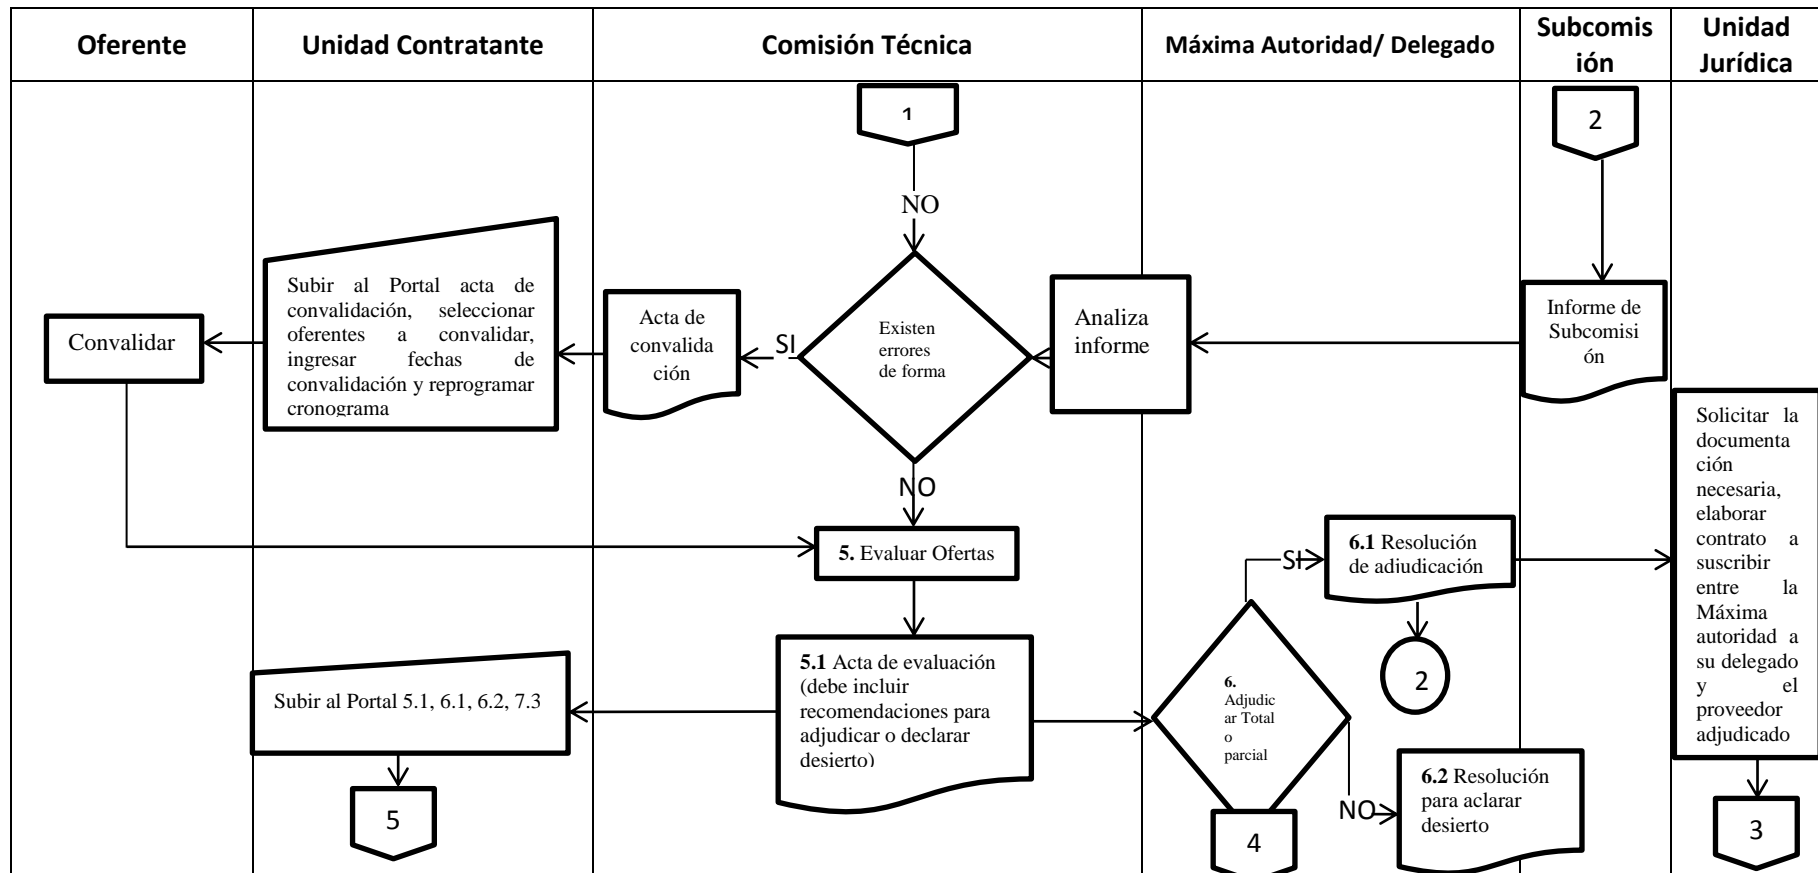 Oferente
Unidad Contratante
Comisión Técnica
Máxima Autoridad/ Delegado
Subcomis
ión
Unidad
Jurídica
1
2
NO
Subir al Portal acta de
convalidación, seleccionar
oferentes a convalidar,
ingresar fechas de
convalidación y reprogramar
cronograma
Convalidar
Acta de
convalida
ción
SI
Existen
errores
de forma
Analiza
informe
Informe de
Subcomisi
ón
NO
5. Evaluar Ofertas
5.1 Acta de evaluación
(debe incluir
recomendaciones para
adjudicar o declarar
desierto)
Subir al Portal 5.1, 6.1, 6.2, 7.3
5
6.
Adjudic
ar Total
o
parcial
SI
6.1 Resolución
de adjudicación
2
NO
6.2 Resolución
para aclarar
desierto
4
Solicitar la
documenta
ción
necesaria,
elaborar
contrato a
suscribir
entre la
Máxima
autoridad a
su delegado
y el
proveedor
adjudicado
3